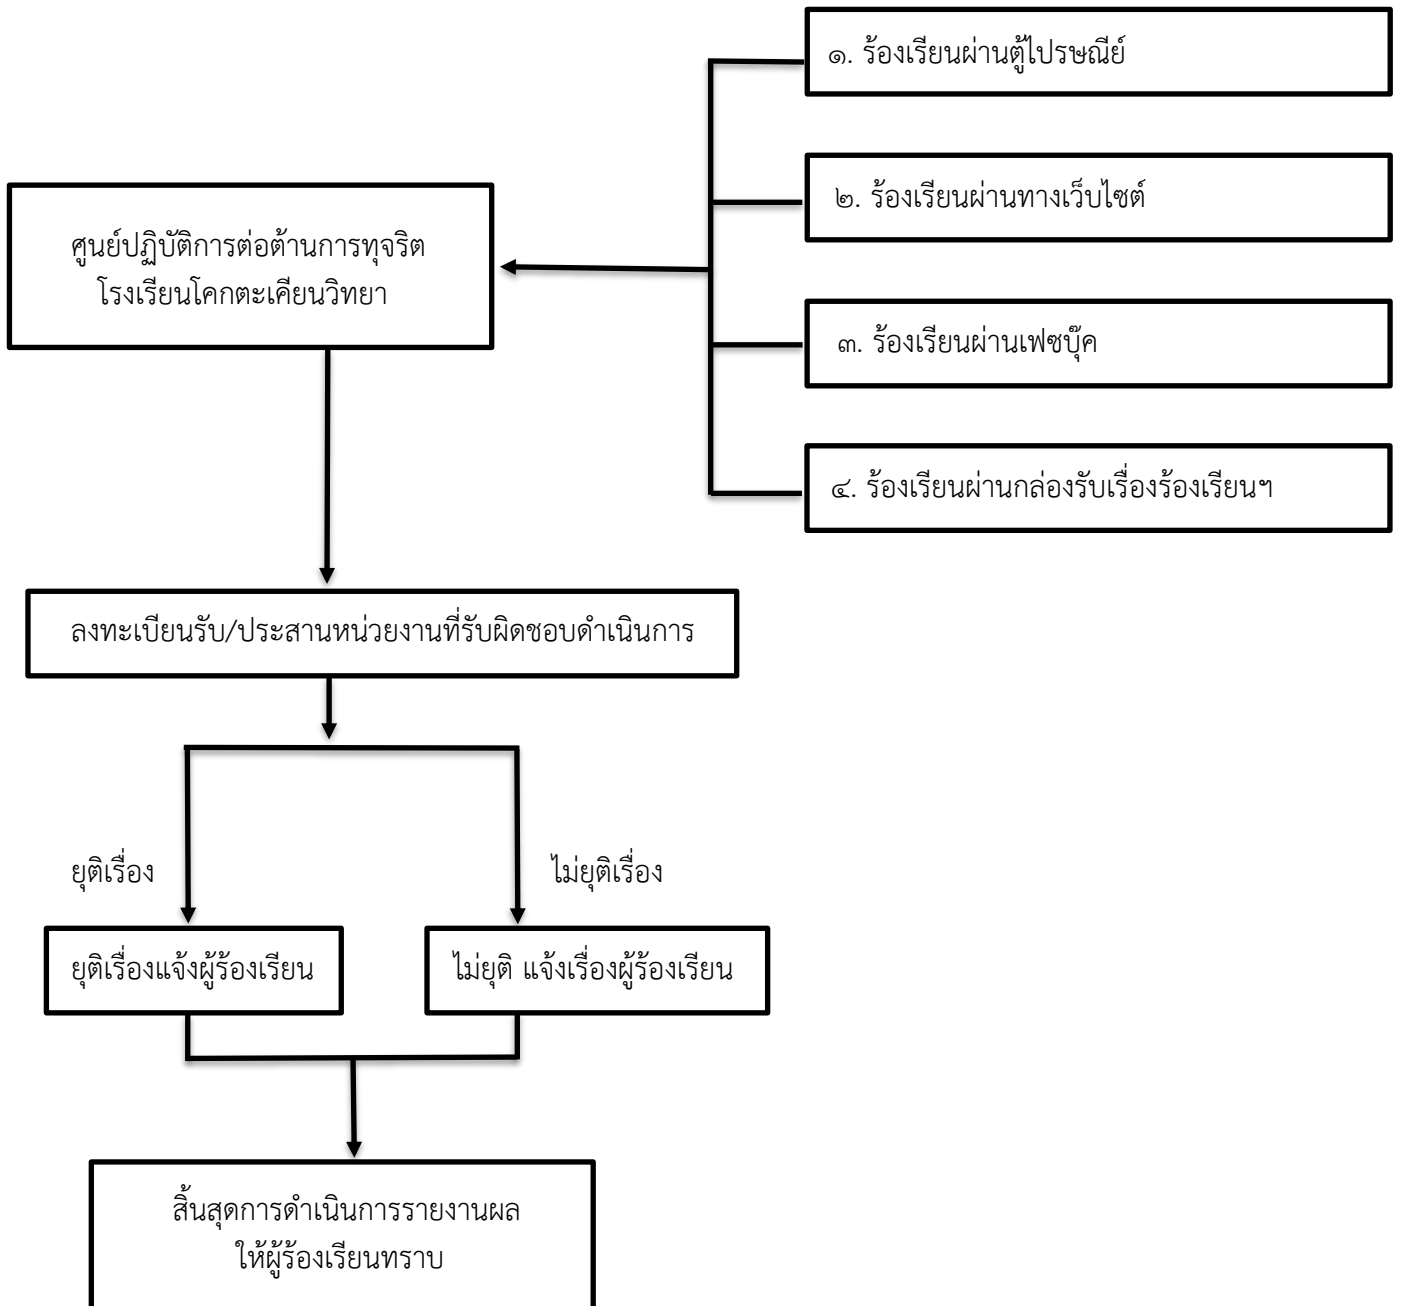 ๑. ร้องเรียนผ่านตู้ไปรษณีย์
๒. ร้องเรียนผ่านทางเว็บไซต์
ศูนย์ปฏิบัติการต่อต้านการทุจริต
โรงเรียนโคกตะเคียนวิทยา
๓. ร้องเรียนผ่านเฟซบุ๊ค
๔. ร้องเรียนผ่านกล่องรับเรื่องร้องเรียนฯ
ลงทะเบียนรับ/ประสานหน่วยงานที่รับผิดชอบดำเนินการ
ยุติเรื่อง
ไม่ยุติเรื่อง
ยุติเรื่องแจ้งผู้ร้องเรียน
ไม่ยุติ แจ้งเรื่องผู้ร้องเรียน
สิ้นสุดการดำเนินการรายงานผล
ให้ผู้ร้องเรียนทราบ